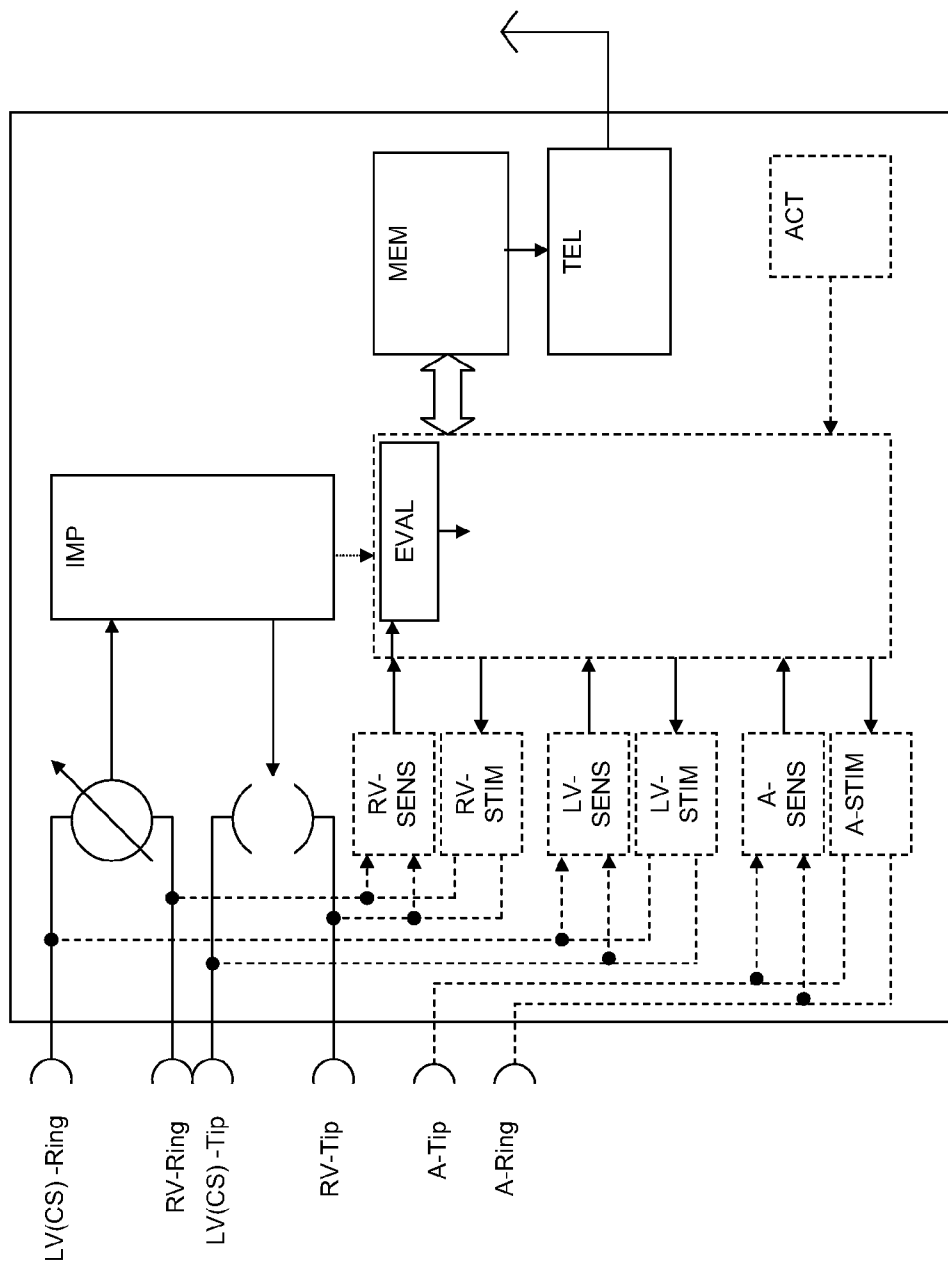 LV(CS) -Ring
RV-Ring
LV(CS) -Tip
RV-Tip
A-Tip
A-Ring
IMP
RV-
SENS
RV-
STIM
LV-
SENS
LV-
STIM
A-
SENS
A-STIM
EVAL
MEM
TEL
ACT